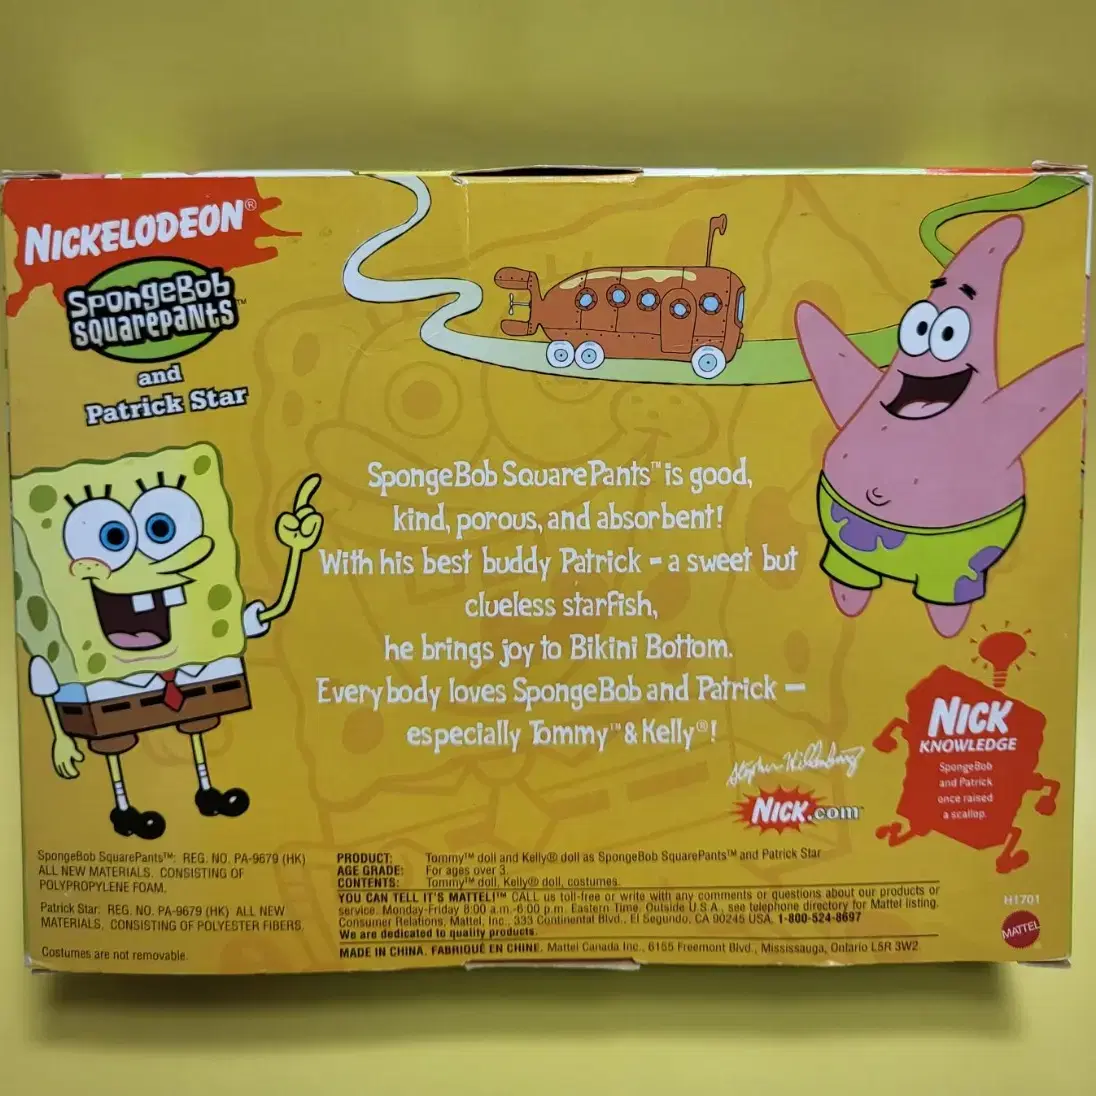 NICKELODEON®
SpongeBob
SQUAREPANTS™
and
Patrick Star
SpongeBob SquarePants™ is good,
kind, porous, and absorbent!
With his best buddy Patrick - a sweet but
clueless starfish,
he brings joy to Bikini Bottom.
Everybody loves SpongeBob and Patrick -
especially Tommy™ & Kelly®!
Stephen Hillenburg
NICK.com™
NICK
KNOWLEDGE
SpongeBob
and Patrick
once raised
a scallop.
SpongeBob SquarePants™: REG. NO. PA-9679 (HK)
ALL NEW MATERIALS. CONSISTING OF
POLYPROPYLENE FOAM.
Patrick Star: REG. NO. PA-9679 (HK) ALL NEW
MATERIALS. CONSISTING OF POLYESTER FIBERS.
Costumes are not removable.
PRODUCT: Tommy™ doll and Kelly® doll as SpongeBob SquarePants™ and Patrick Star
AGE GRADE: For ages over 3.
CONTENTS: Tommy™ doll, Kelly® doll, costumes.
YOU CAN TELL IT'S MATTEL!™ CALL us toll-free or write with any comments or questions about our products or
service. Monday-Friday 8:00 a.m.-6:00 p.m. Eastern Time. Outside U.S.A., see telephone directory for Mattel listing.
Consumer Relations, Mattel, Inc., 333 Continental Blvd., El Segundo, CA 90245 USA. 1-800-524-8697
We are dedicated to quality products.
MADE IN CHINA. FABRIQUÉ EN CHINE. Mattel Canada Inc., 6155 Freemont Blvd., Mississauga, Ontario L5R 3W2.
H1701
MATTEL